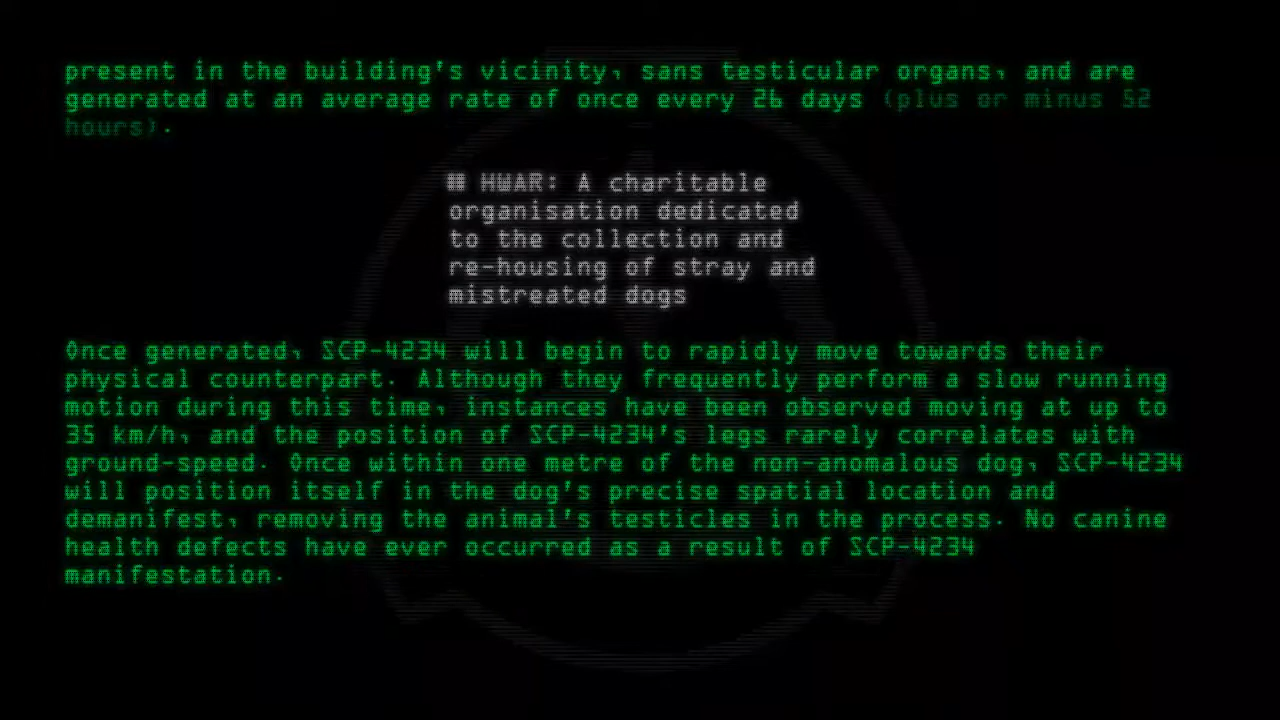 present in the building's vicinity, sans testicular organs, and are
generated at an average rate of once every 26 days (plus or minus 52
hours).
HWAR: A charitable
organisation dedicated
to the collection and
re-housing of stray and
mistreated dogs
Once generated, SCP-4234 will begin to rapidly move towards their
physical counterpart. Although they frequently perform a slow running
motion during this time, instances have been observed moving at up to
35 km/h, and the position of SCP-4234's legs rarely correlates with
ground-speed. Once within one metre of the non-anomalous dog, SCP-4234
will position itself in the dog's precise spatial location and
demanifest, removing the animal's testicles in the process. No canine
health defects have ever occurred as a result of SCP-4234
manifestation.